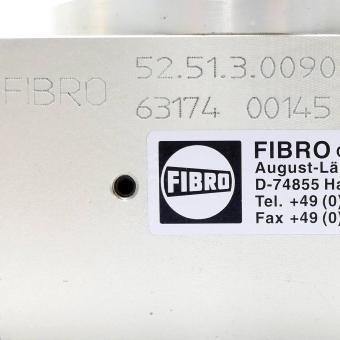 FIBRO
52.51.3.0090
63174 00145
FIBRO
FIBRO
August-Lä
D-74855 Ha
Tel. +49 (0)
Fax +49 (0)